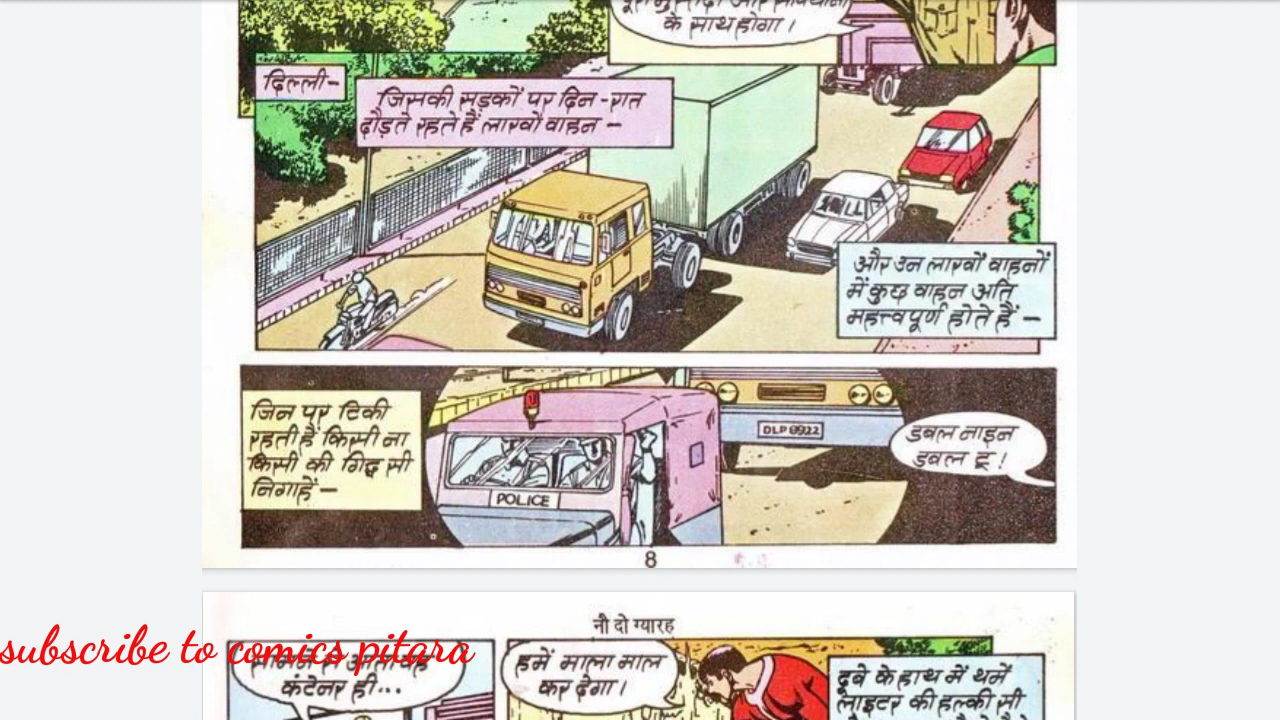 के साथ होगा।
दिल्ली-
जिसकी सड़कों पर दिन-रात
दौड़ते रहते हैं लाखों वाहन -
और उन लाखों वाहनों
में कुछ वाहन अति
महत्त्वपूर्ण होते हैं -
जिन पर टिकी
रहती हैं किसी ना
किसी की गिद्ध सी
निगाहें -
POLICE
DLP 9922
डबल नाइन
डबल टू!
8
नौ दो ग्यारह
subscribe to comics pitara
कंटेनर ही...
हमें माला माल
कर देगा।
दूबे के हाथ में थमें
लाइटर की हल्की सी